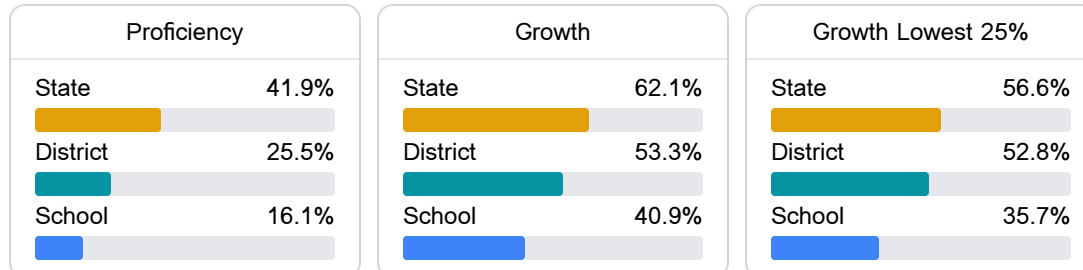 Proficiency
State 41.9%
District 25.5%
School 16.1%
Growth
State 62.1%
District 53.3%
School 40.9%
Growth Lowest 25%
State 56.6%
District 52.8%
School 35.7%